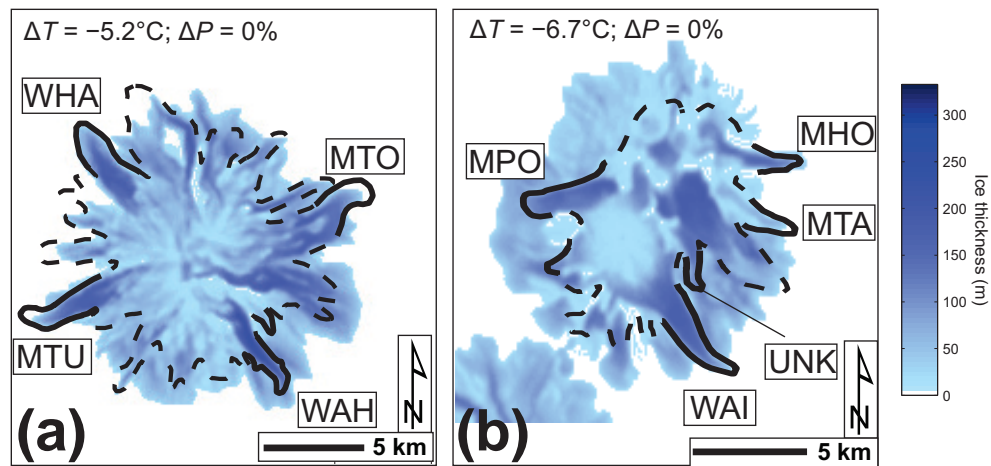 ΔT = −5.2°C; ΔP = 0%
WHA
MTO
MTU
WAH
(a)
N
5 km
ΔT = −6.7°C; ΔP = 0%
MPO
MHO
MTA
UNK
WAI
(b)
N
5 km
300
250
200
150
100
50
0
Ice thickness (m)